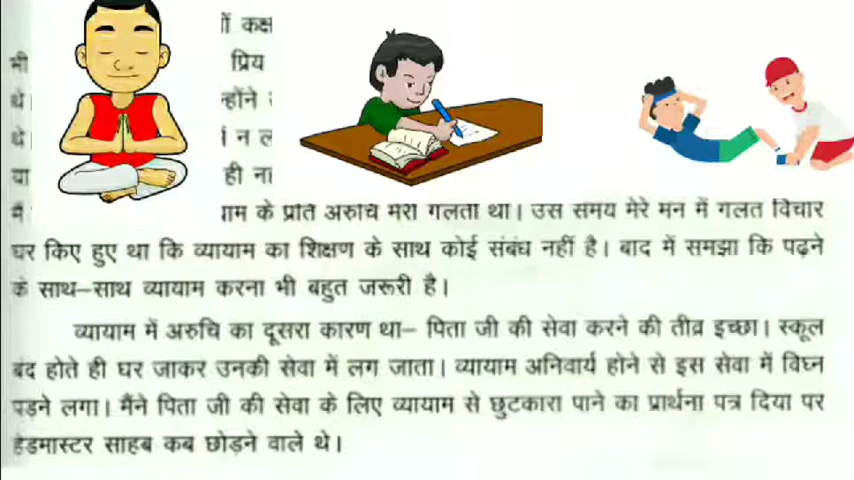 कक्ष
भी प्रिय
थे। न्होंने
थे। न ल
या ही ना
में के प्रति अरुचि मेरी गलती थी। उस समय मेरे मन में गलत विचार
घर किए हुए था कि व्यायाम का शिक्षण के साथ कोई संबंध नहीं है। बाद में समझा कि पढ़ने
के साथ–साथ व्यायाम करना भी बहुत जरूरी है।
व्यायाम में अरुचि का दूसरा कारण था– पिता जी की सेवा करने की तीव्र इच्छा। स्कूल
बंद होते ही घर जाकर उनकी सेवा में लग जाता। व्यायाम अनिवार्य होने से इस सेवा में विघ्न
पड़ने लगा। मैंने पिता जी की सेवा के लिए व्यायाम से छुटकारा पाने का प्रार्थना पत्र दिया पर
हेडमास्टर साहब कब छोड़ने वाले थे।